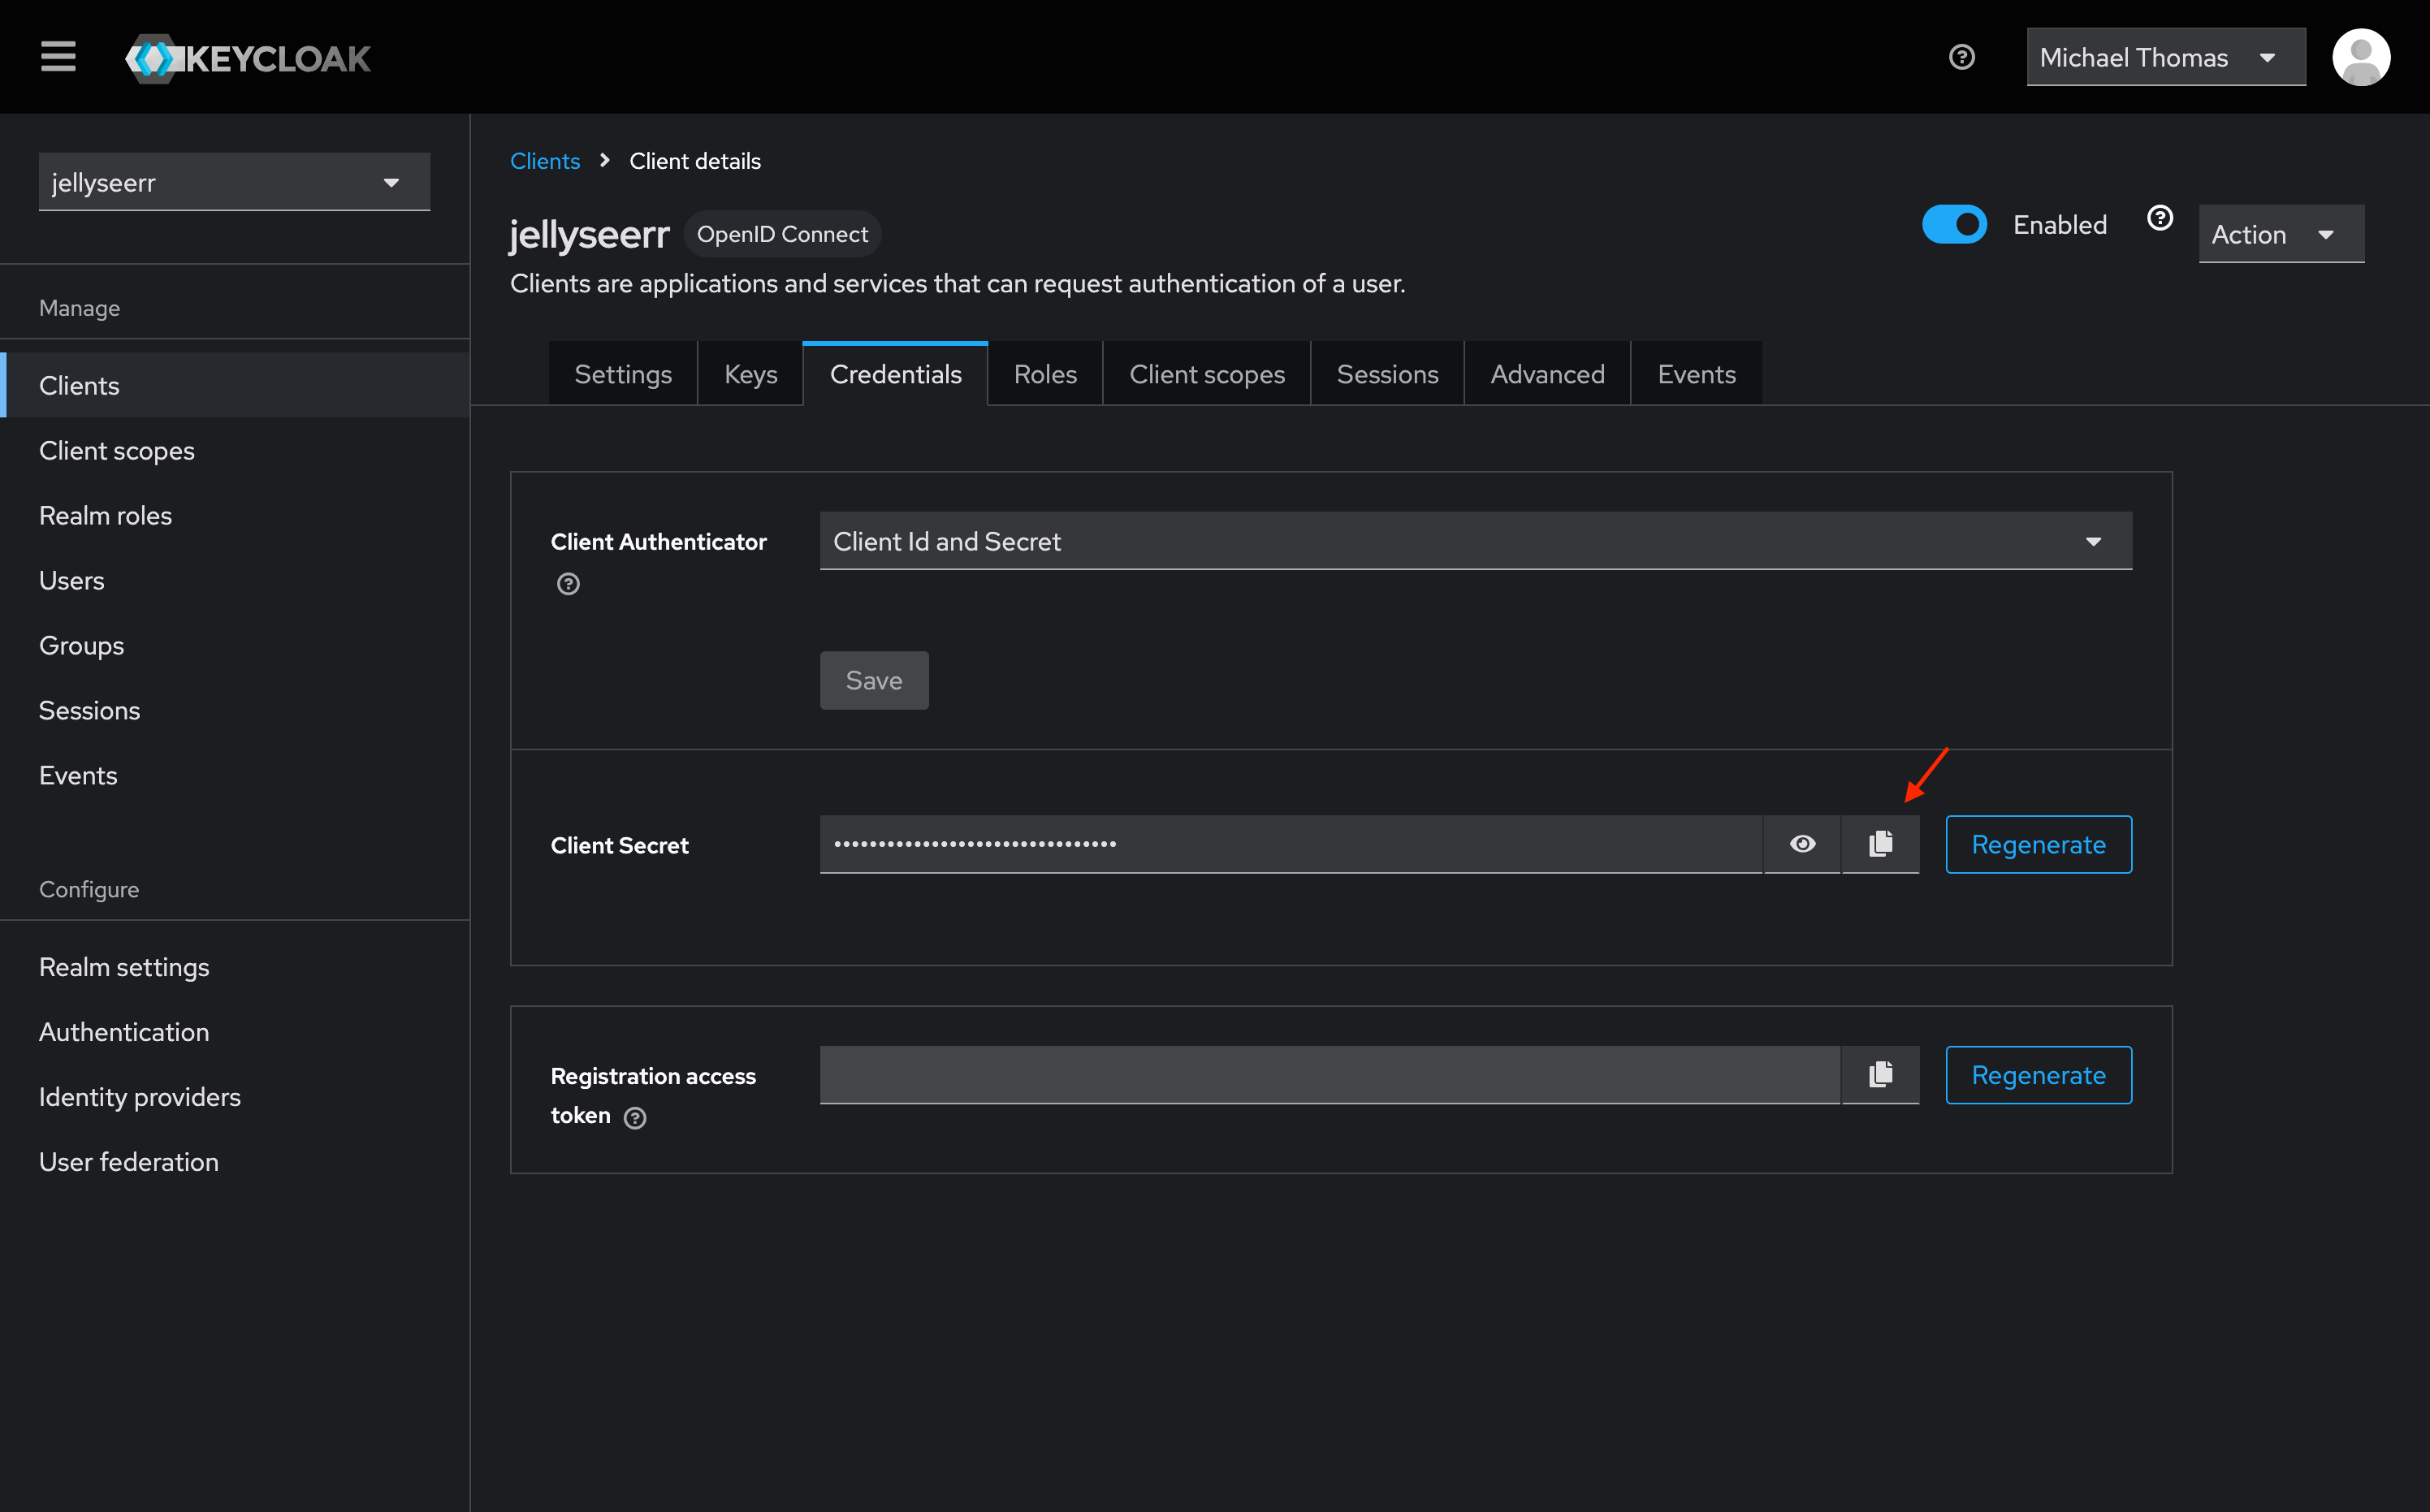 KEYCLOAK
Michael Thomas
jellyseerr
Manage
Clients
Client scopes
Realm roles
Users
Groups
Sessions
Events
Configure
Realm settings
Authentication
Identity providers
User federation
Clients > Client details
jellyseerr OpenID Connect
Enabled
Action
Clients are applications and services that can request authentication of a user.
Settings Keys Credentials Roles Client scopes Sessions Advanced Events
Client Authenticator
Client Id and Secret
Save
Client Secret
••••••••••••••••••••••••••••••••
Regenerate
Registration access
token
Regenerate